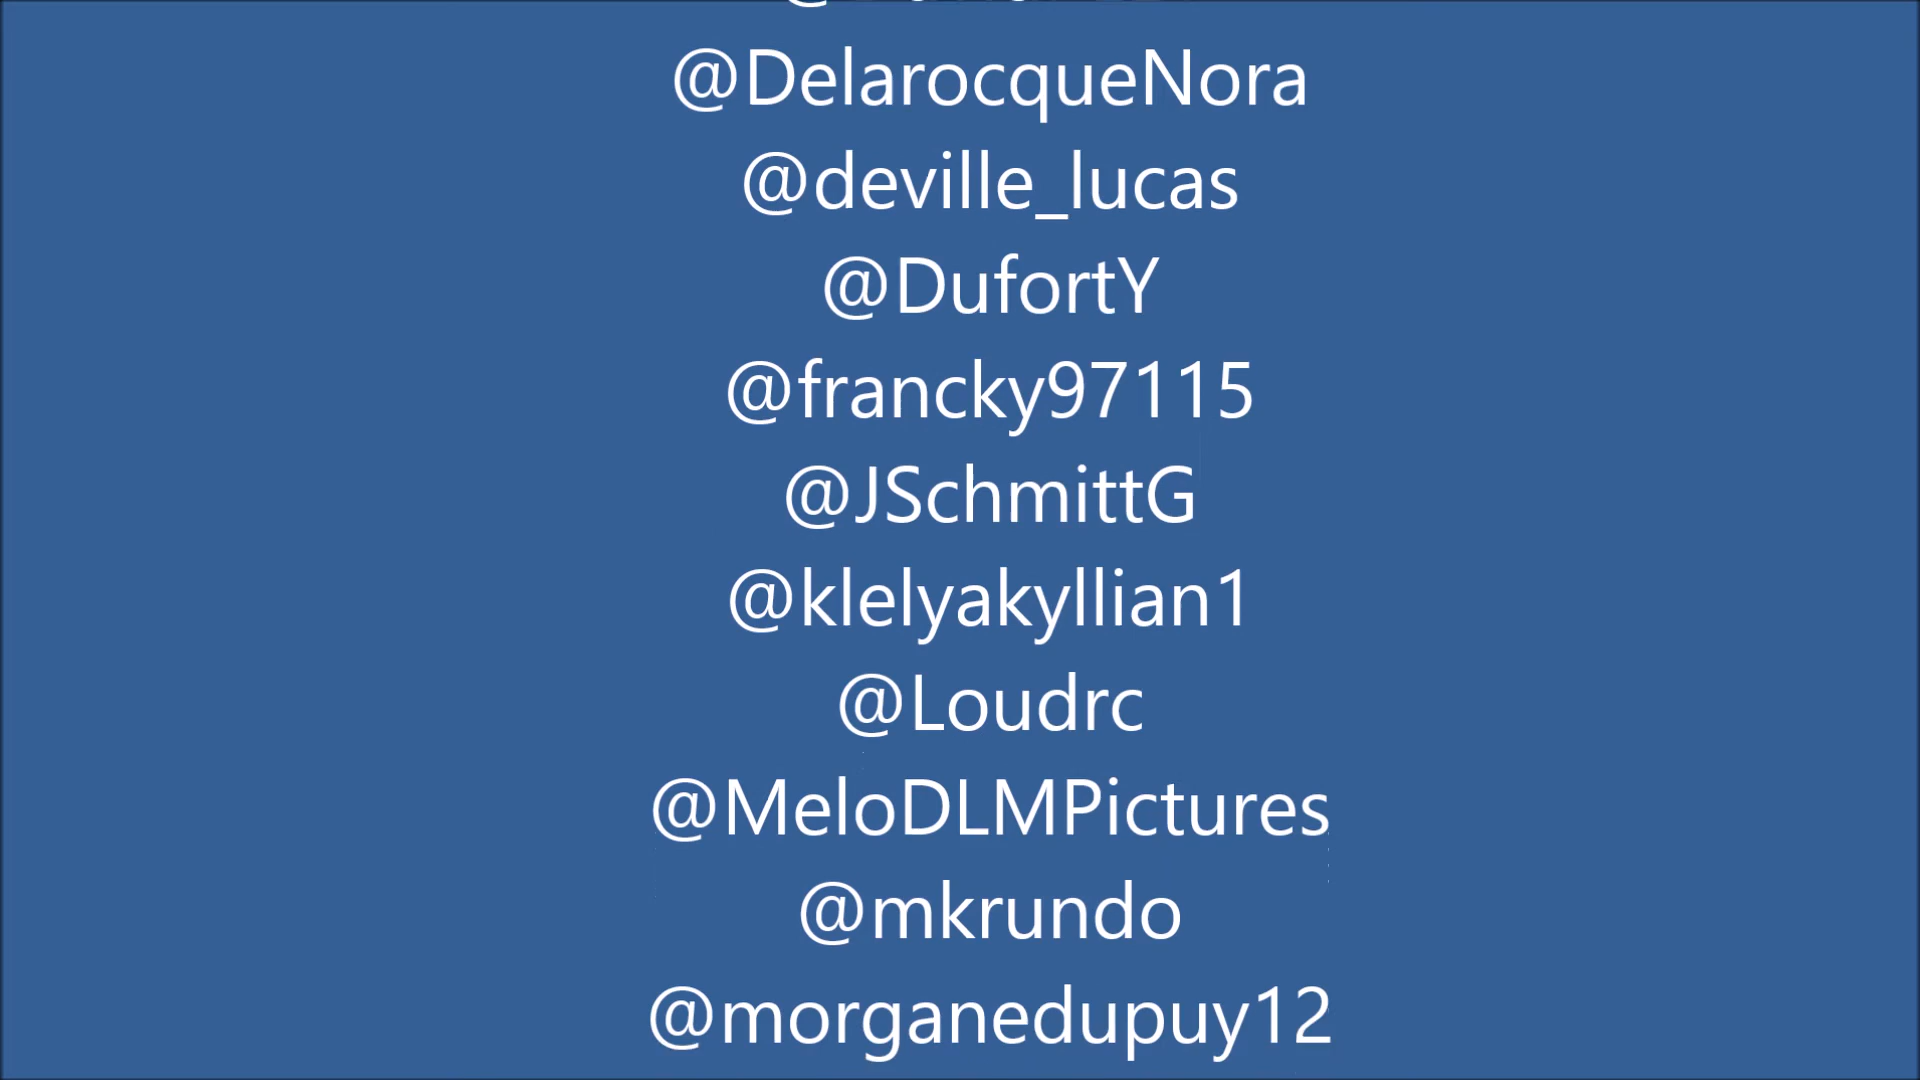 @DelarocqueNora
@deville_lucas
@DufortY
@francky97115
@JSchmittG
@klelyakyllian1
@Loudrc
@MeloDLMPictures
@mkrundo
@morganedupuy12